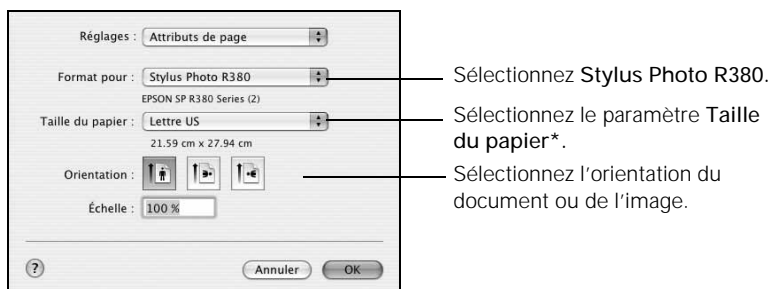 Réglages : Attributs de page
Format pour : Stylus Photo R380
EPSON SP R380 Series (2)
Taille du papier : Lettre US
21.59 cm x 27.94 cm
Orientation :
Échelle : 100 %
?
Annuler OK
Sélectionnez Stylus Photo R380.
Sélectionnez le paramètre Taille
du papier*.
Sélectionnez l'orientation du
document ou de l'image.